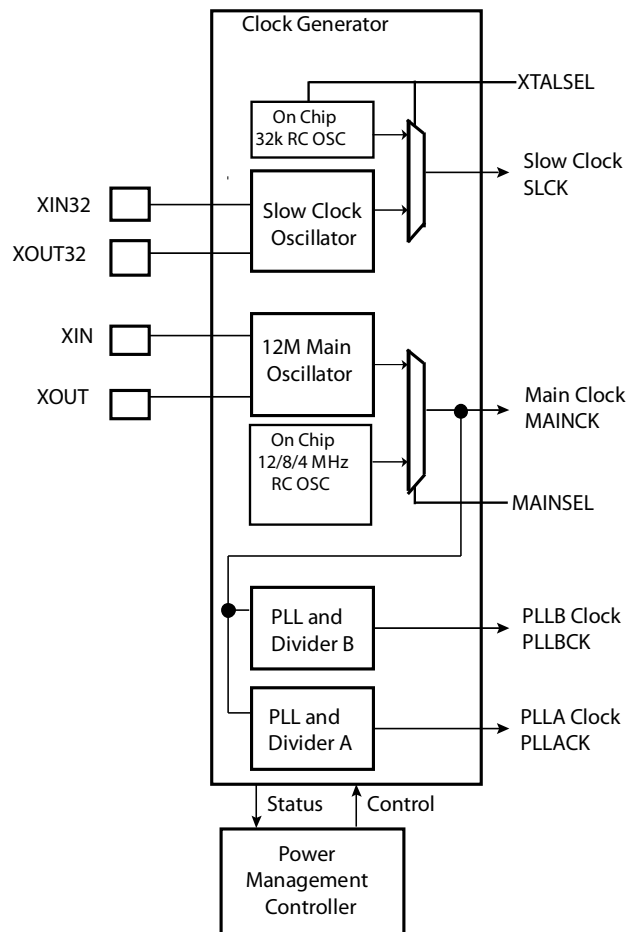 Clock Generator
XTALSEL
On Chip
32k RC OSC
Slow Clock
SLCK
XIN32
Slow Clock
Oscillator
XOUT32
XIN
12M Main
Oscillator
XOUT
Main Clock
MAINCK
On Chip
12/8/4 MHz
RC OSC
MAINSEL
PLL and
Divider B
PLLB Clock
PLLBCK
PLL and
Divider A
PLLA Clock
PLLACK
Status
Control
Power
Management
Controller